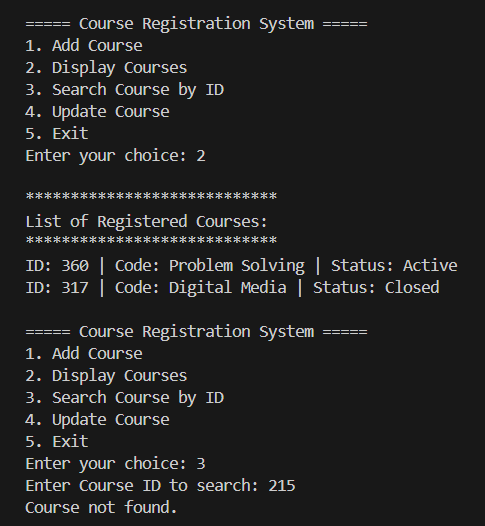 ===== Course Registration System =====
1. Add Course
2. Display Courses
3. Search Course by ID
4. Update Course
5. Exit
Enter your choice: 2
****************************
List of Registered Courses:
****************************
ID: 360 | Code: Problem Solving | Status: Active
ID: 317 | Code: Digital Media | Status: Closed
===== Course Registration System =====
1. Add Course
2. Display Courses
3. Search Course by ID
4. Update Course
5. Exit
Enter your choice: 3
Enter Course ID to search: 215
Course not found.